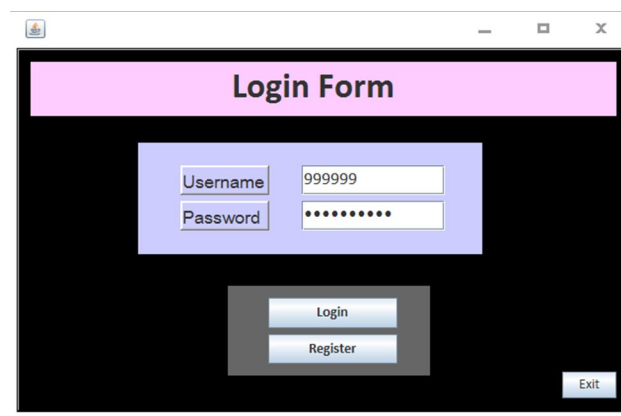 Login Form
Username 999999
Password ••••••••••
Login
Register
Exit